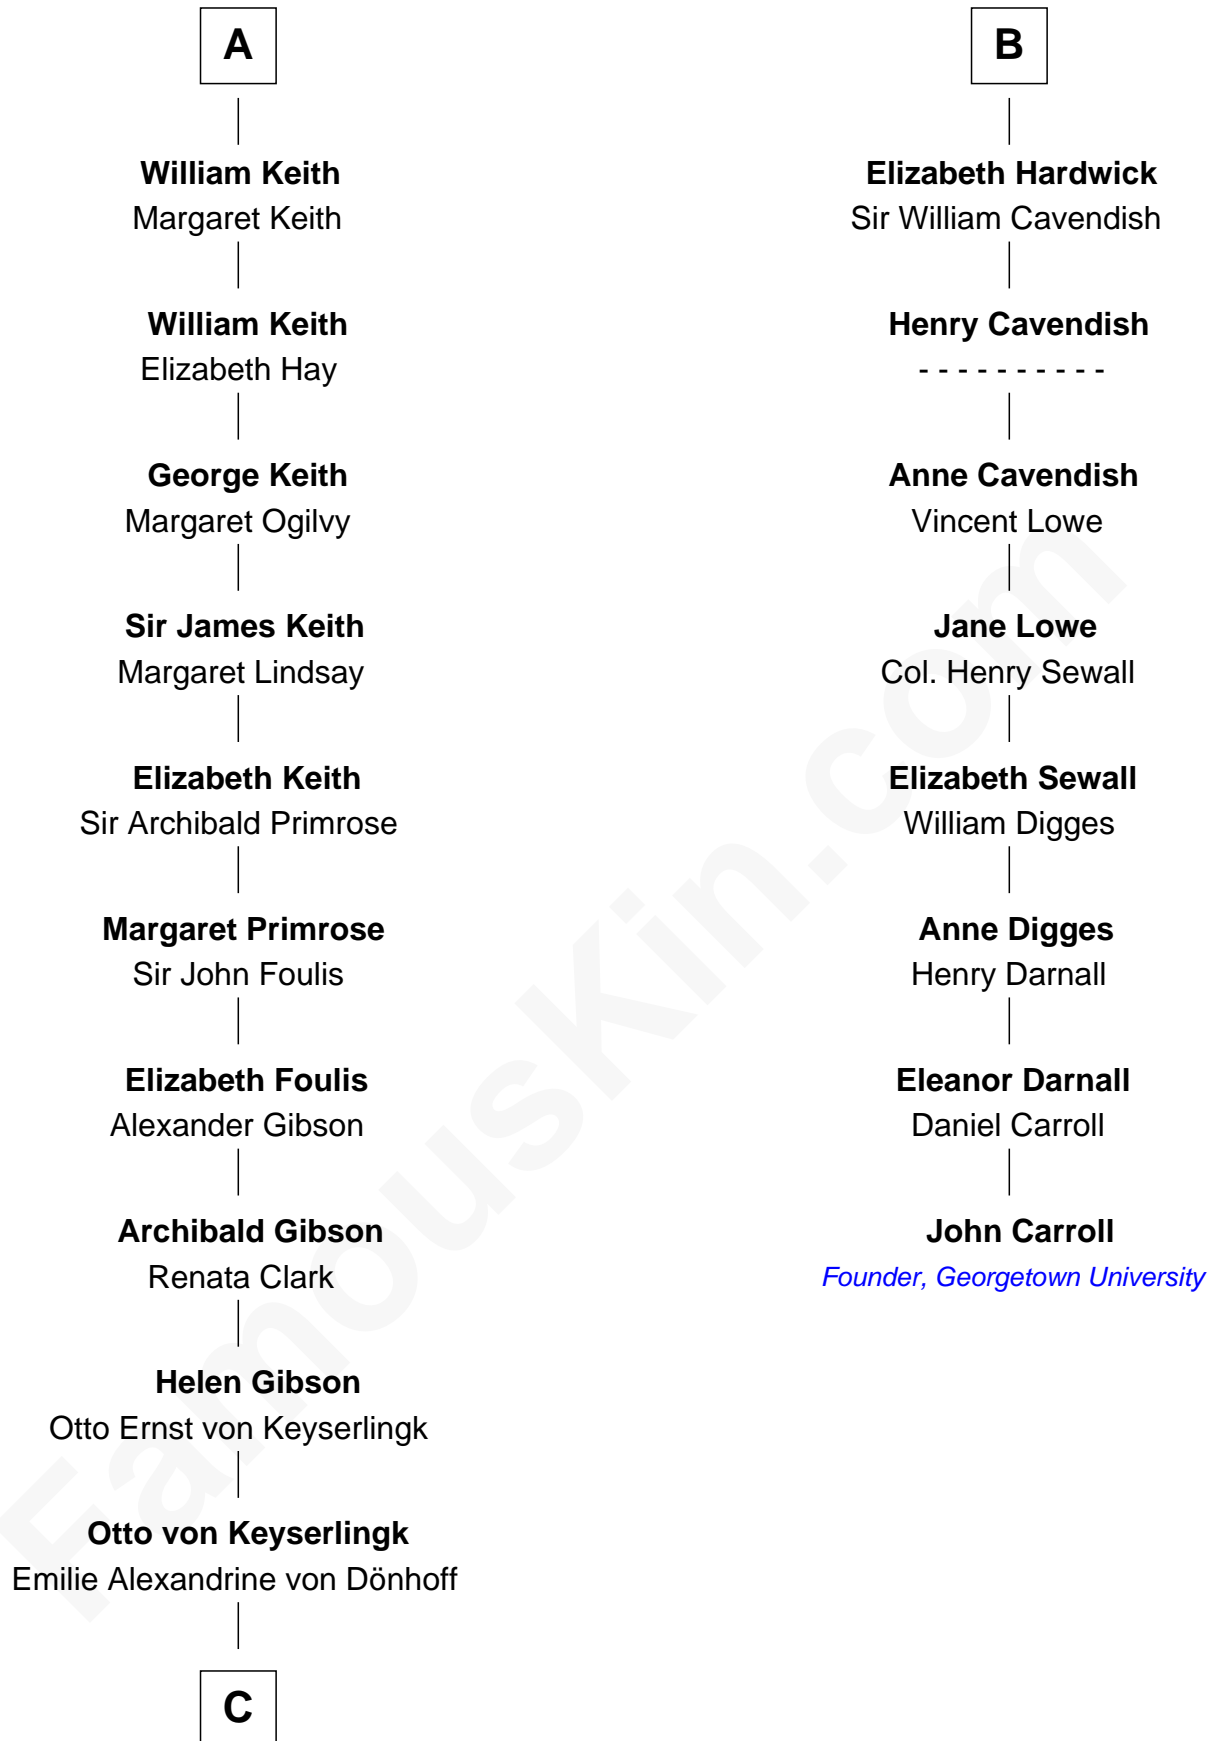 A
William Keith
Margaret Keith
William Keith
Elizabeth Hay
George Keith
Margaret Ogilvy
Sir James Keith
Margaret Lindsay
Elizabeth Keith
Sir Archibald Primrose
Margaret Primrose
Sir John Foulis
Elizabeth Foulis
Alexander Gibson
Archibald Gibson
Renata Clark
Helen Gibson
Otto Ernst von Keyserlingk
Otto von Keyserlingk
Emilie Alexandrine von Dönhoff
C
B
Elizabeth Hardwick
Sir William Cavendish
Henry Cavendish
- - - - - - - - - -
Anne Cavendish
Vincent Lowe
Jane Lowe
Col. Henry Sewall
Elizabeth Sewall
William Digges
Anne Digges
Henry Darnall
Eleanor Darnall
Daniel Carroll
John Carroll
Founder, Georgetown University
FamousKin.com